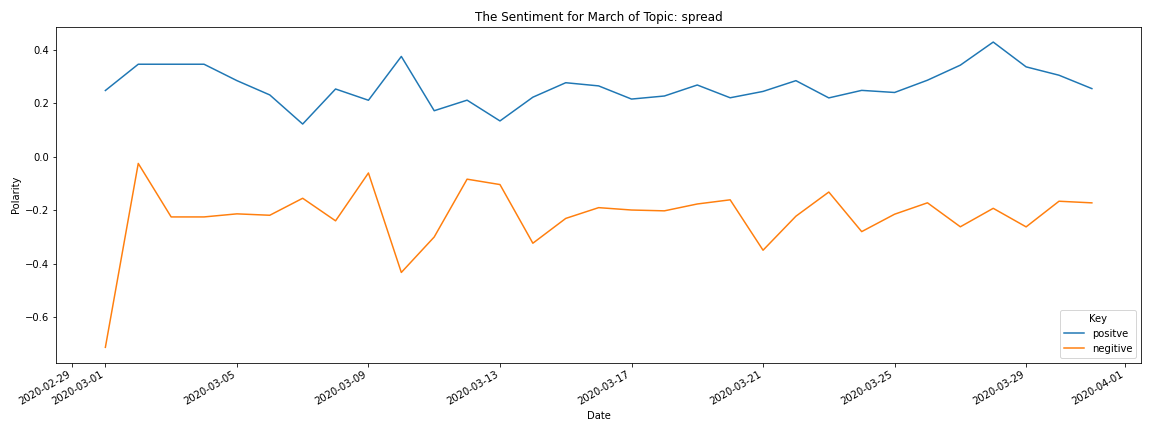 The Sentiment for March of Topic: spread
Polarity
0.4
0.2
0.0
−0.2
−0.4
−0.6
2020-02-29
2020-03-01
2020-03-05
2020-03-09
2020-03-13
2020-03-17
2020-03-21
2020-03-25
2020-03-29
2020-04-01
Date
Key
positve
negitive